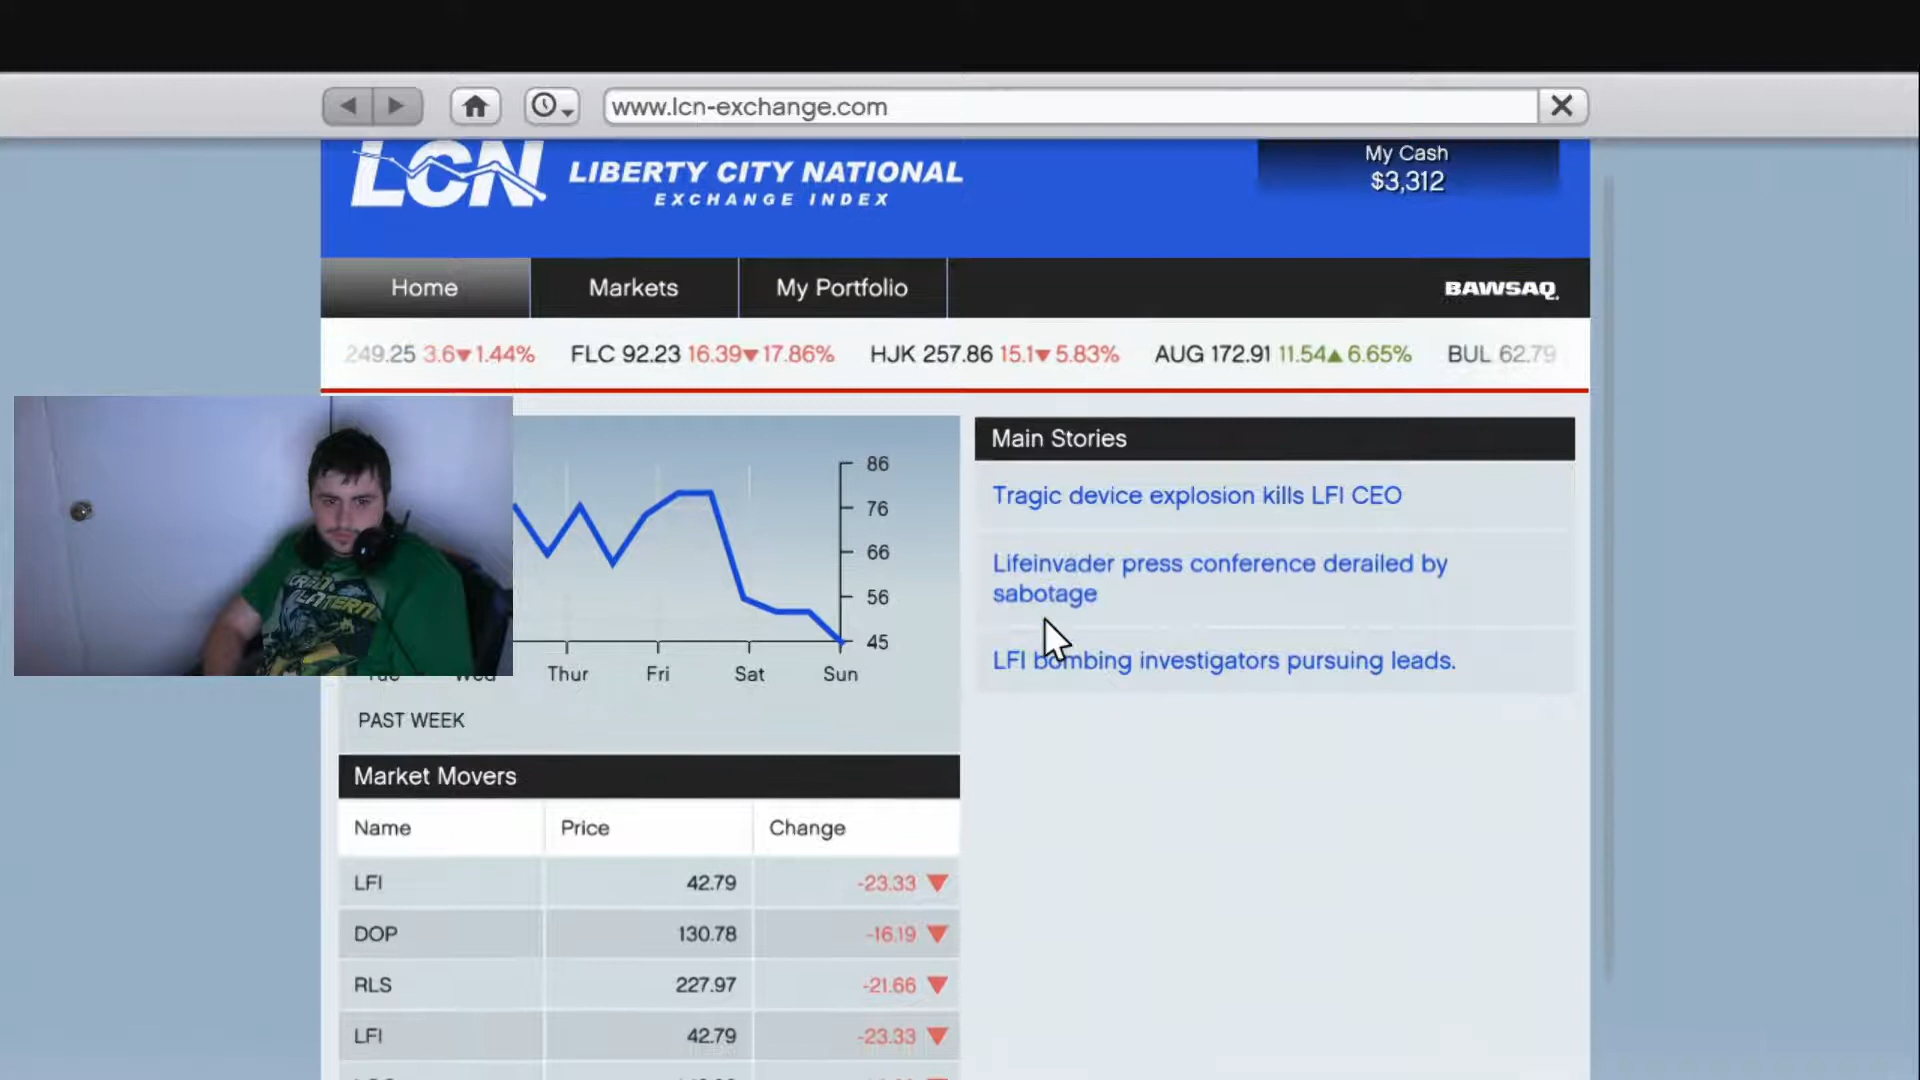 www.lcn-exchange.com
LCN LIBERTY CITY NATIONAL
EXCHANGE INDEX
My Cash
$3,312
Home Markets My Portfolio BAWSAQ
249.25 3.6▼1.44% FLC 92.23 16.39▼17.86% HJK 257.86 15.1▼5.83% AUG 172.91 11.54▲6.65% BUL 62.79
86
76
66
56
45
Thur Fri Sat Sun
PAST WEEK
Main Stories
Tragic device explosion kills LFI CEO
Lifeinvader press conference derailed by
sabotage
LFI bombing investigators pursuing leads.
Market Movers
Name Price Change
LFI 42.79 -23.33 ▼
DOP 130.78 -16.19 ▼
RLS 227.97 -21.66 ▼
LFI 42.79 -23.33 ▼
GREEN
LANTERN